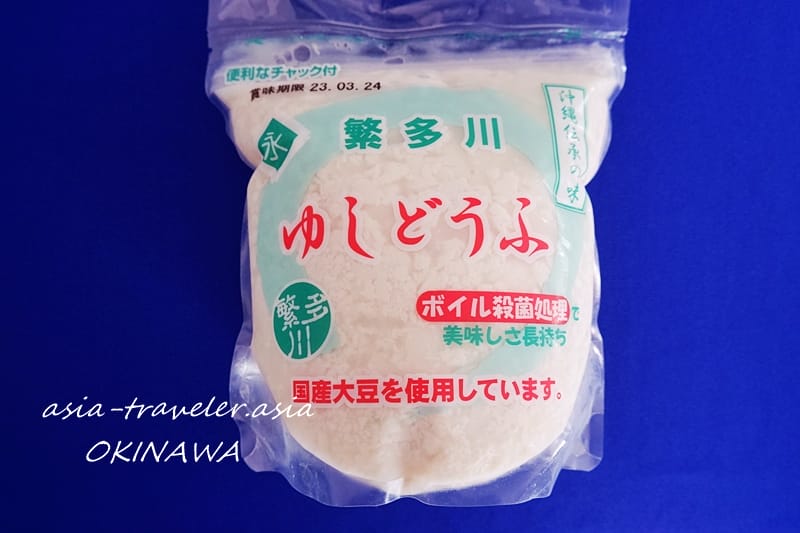 便利なチャック付
賞味期限 23.03.24
永
繁多川
沖縄伝承の味
ゆしどうふ
繁多川
ボイル殺菌処理で
美味しさ長持ち
国産大豆を使用しています。
asia-traveler.asia
OKINAWA